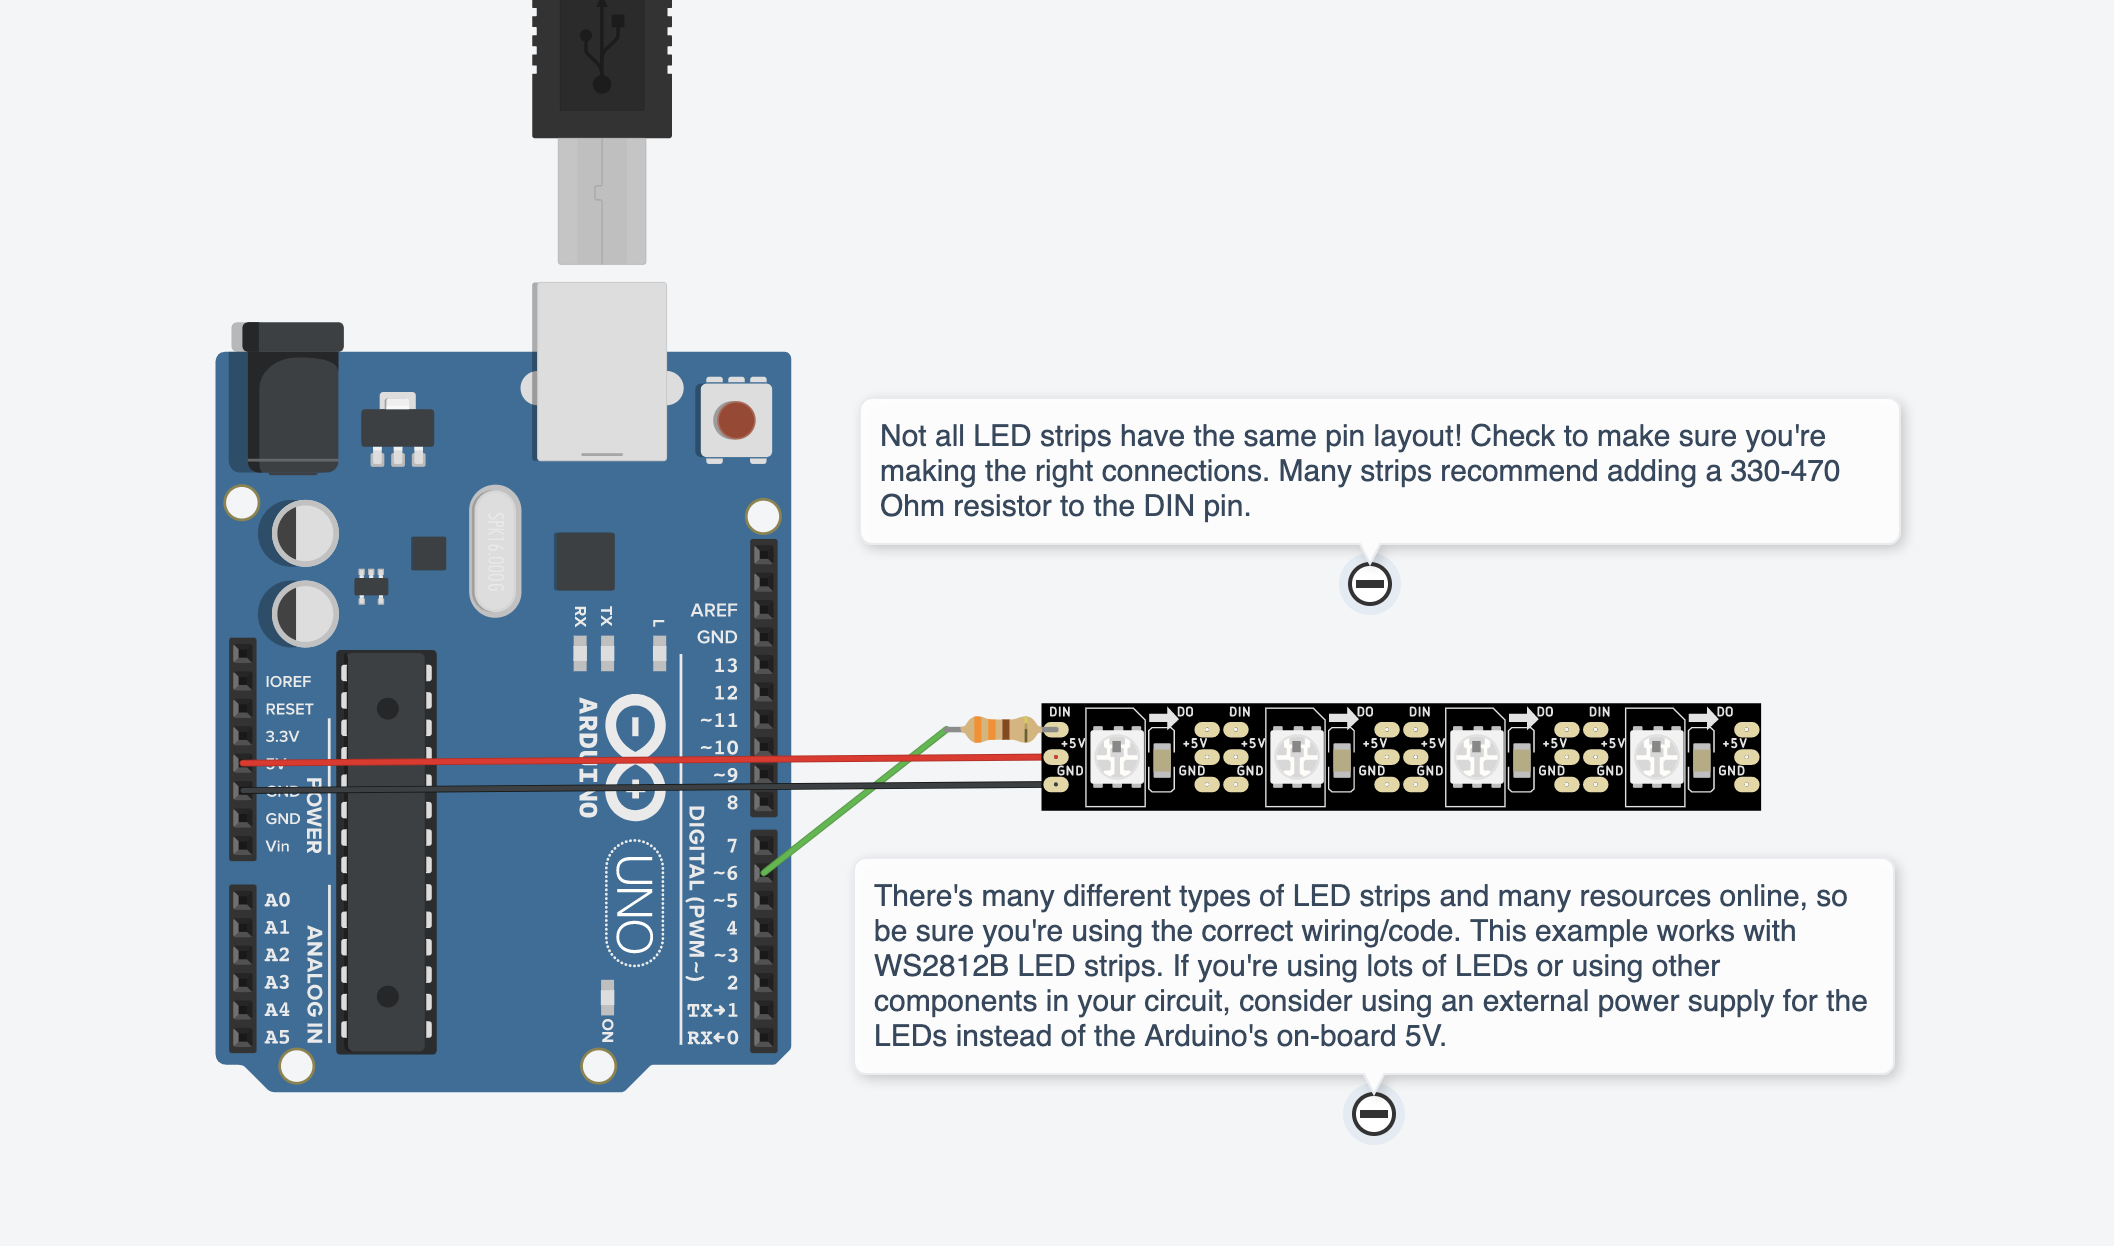 SPK16.000G
Not all LED strips have the same pin layout! Check to make sure you're
making the right connections. Many strips recommend adding a 330-470
Ohm resistor to the DIN pin.
RX
TX
L
AREF
GND
13
12
~11
~10
~9
8
IOREF
RESET
3.3V
5V
GND
GND
Vin
POWER
ARDUINO
UNO
DIGITAL (PWM~)
7
~6
~5
4
~3
2
TX→1
RX←0
A0
A1
A2
A3
A4
A5
ANALOG IN
ON
DIN DO DIN DO DIN DO DIN DO
+5V +5V +5V +5V +5V +5V +5V +5V
GND GND GND GND GND GND GND GND
There's many different types of LED strips and many resources online, so
be sure you're using the correct wiring/code. This example works with
WS2812B LED strips. If you're using lots of LEDs or using other
components in your circuit, consider using an external power supply for the
LEDs instead of the Arduino's on-board 5V.